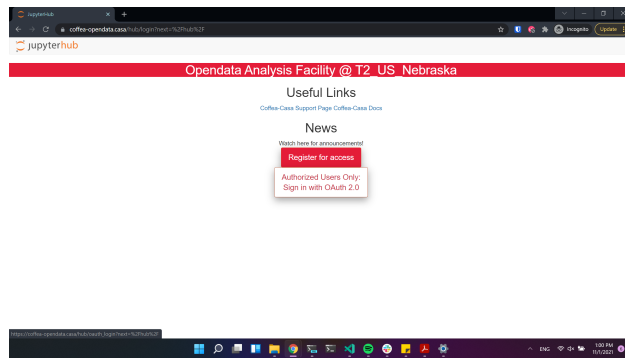 JupyterHub
coffea-opendata.casa/hub/login?next=%2Fhub%2F
Incognito
Update
jupyterhub
Opendata Analysis Facility @ T2_US_Nebraska
Useful Links
Coffea-Casa Support Page Coffea-Casa Docs
News
Watch here for announcements!
Register for access
Authorized Users Only:
Sign in with OAuth 2.0
https://coffea-opendata.casa/hub/oauth_login?next=%2Fhub%2F
ENG
1:00 PM
11/1/2021